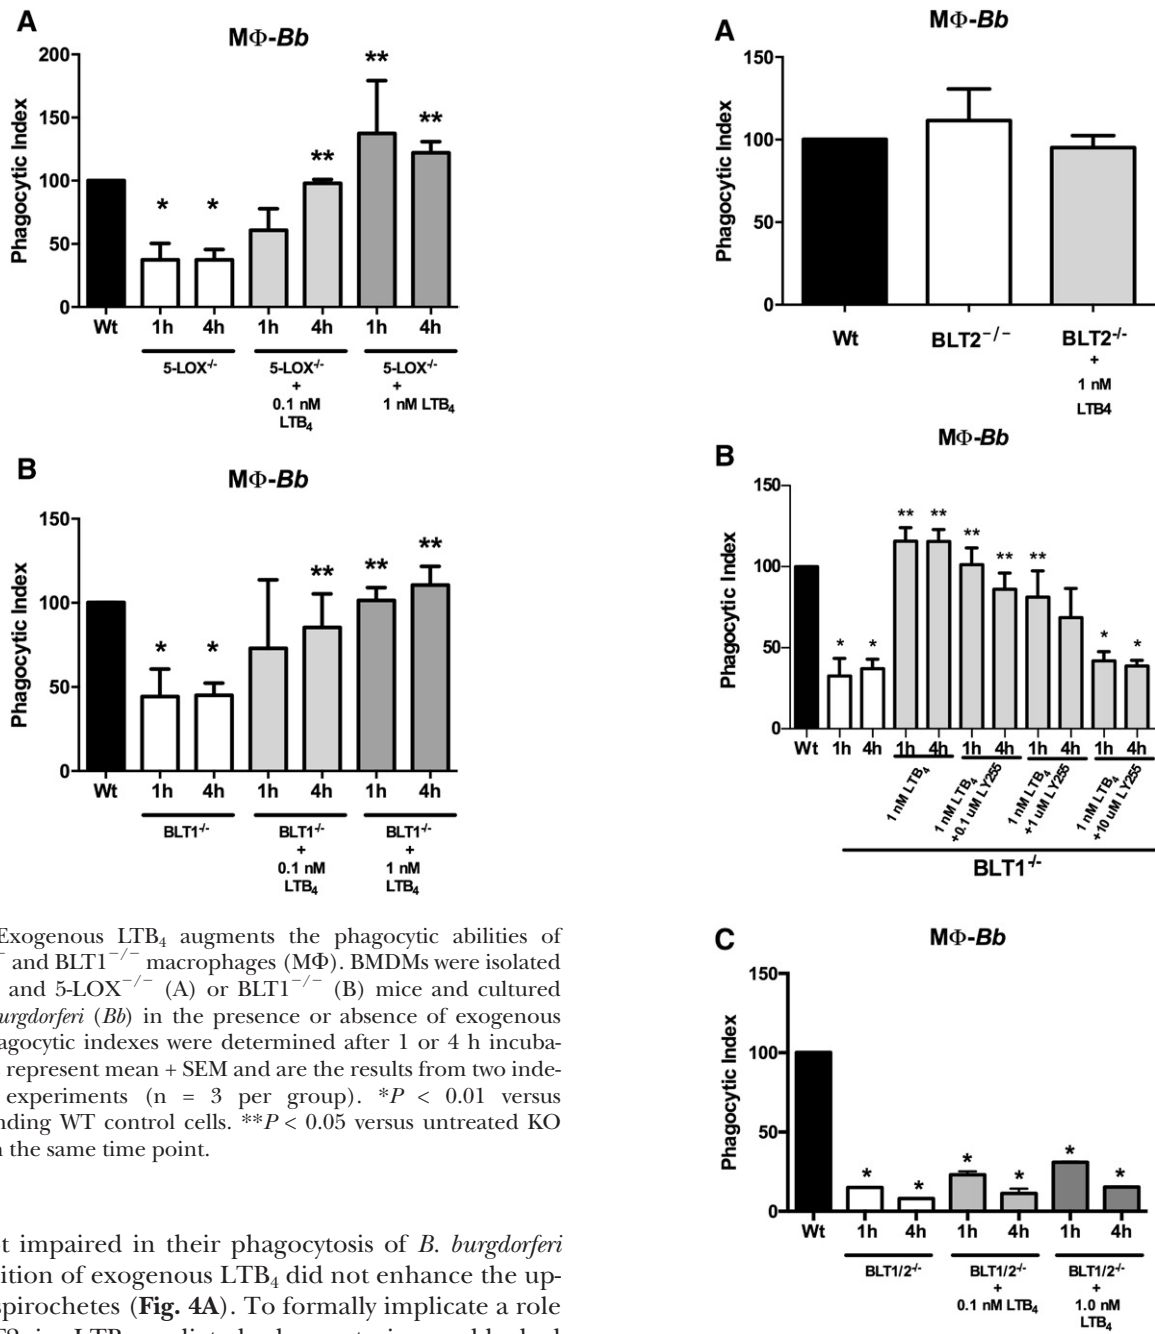 A
MΦ-Bb
200
150
100
50
0
Phagocytic Index
*
*
**
**
**
Wt
1h
4h
1h
4h
1h
4h
5-LOX-/-
5-LOX-/-
+
0.1 nM
LTB4
5-LOX-/-
+
1 nM LTB4
B
MΦ-Bb
150
100
50
0
Phagocytic Index
*
*
**
**
**
Wt
1h
4h
1h
4h
1h
4h
BLT1-/-
BLT1-/-
+
0.1 nM
LTB4
BLT1-/-
+
1 nM
LTB4
Exogenous LTB4 augments the phagocytic abilities of
− and BLT1−/− macrophages (MΦ). BMDMs were isolated
and 5-LOX−/− (A) or BLT1−/− (B) mice and cultured
urgdorferi (Bb) in the presence or absence of exogenous
agocytic indexes were determined after 1 or 4 h incuba-
represent mean + SEM and are the results from two inde-
experiments (n = 3 per group). *P < 0.01 versus
nding WT control cells. **P < 0.05 versus untreated KO
the same time point.
t impaired in their phagocytosis of B. burgdorferi
ition of exogenous LTB4 did not enhance the up-
spirochetes (Fig. 4A). To formally implicate a role
A
MΦ-Bb
150
100
50
0
Phagocytic Index
Wt
BLT2−/−
BLT2-/-
+
1 nM
LTB4
B
MΦ-Bb
150
100
50
0
Phagocytic Index
*
*
**
**
**
**
**
*
*
Wt
1h
4h
1h
4h
1h
4h
1h
4h
1h
4h
1 nM LTB4
1 nM LTB4
+0.1 uM LY255
1 nM LTB4
+1 uM LY255
1 nM LTB4
+10 uM LY255
BLT1-/-
C
MΦ-Bb
150
100
50
0
Phagocytic Index
*
*
*
*
*
*
Wt
1h
4h
1h
4h
1h
4h
BLT1/2-/-
BLT1/2-/-
+
0.1 nM LTB4
BLT1/2-/-
+
1.0 nM
LTB4